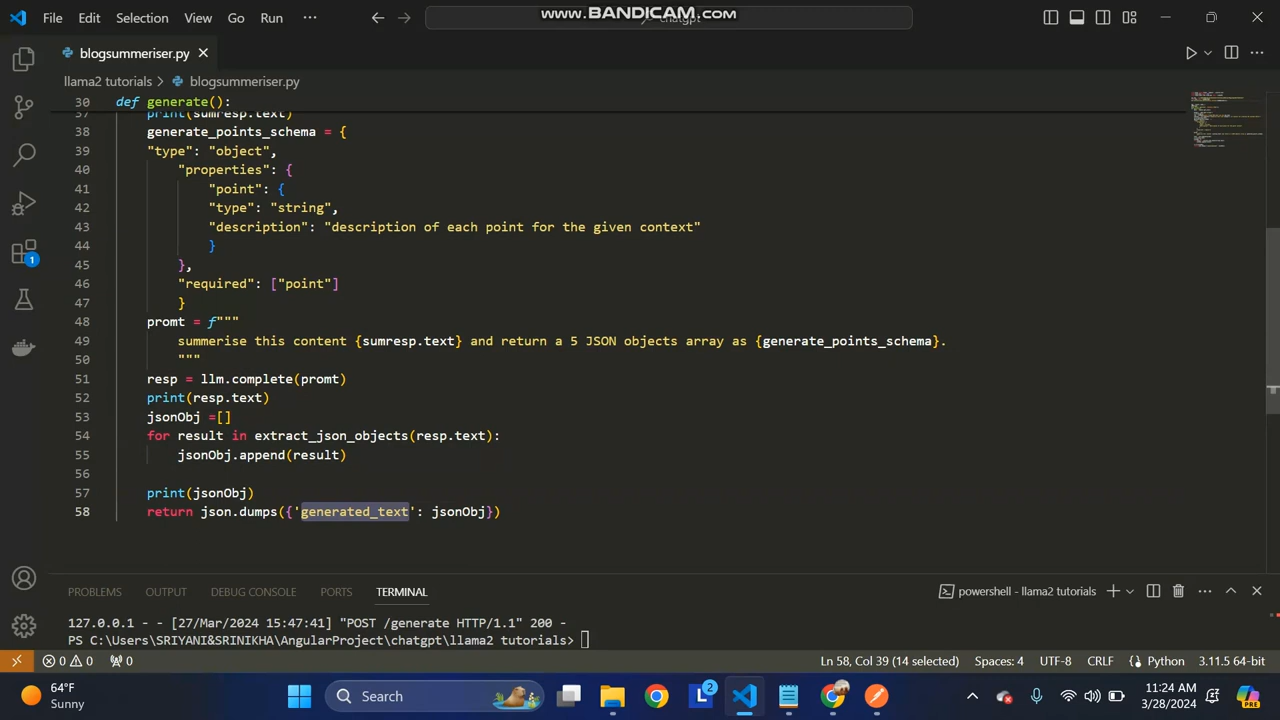 File Edit Selection View Go Run ···
www.BANDICAM.com
blogsummeriser.py
llama2 tutorials > blogsummeriser.py
30 def generate():
37 print(sumresp.text)
38 generate_points_schema = {
39 "type": "object",
40 "properties": {
41 "point": {
42 "type": "string",
43 "description": "description of each point for the given context"
44 }
45 },
46 "required": ["point"]
47 }
48 promt = f"""
49 summerise this content {sumresp.text} and return a 5 JSON objects array as {generate_points_schema}.
50 """
51 resp = llm.complete(promt)
52 print(resp.text)
53 jsonObj =[]
54 for result in extract_json_objects(resp.text):
55 jsonObj.append(result)
56
57 print(jsonObj)
58 return json.dumps({'generated_text': jsonObj})
1
PROBLEMS OUTPUT DEBUG CONSOLE PORTS TERMINAL
powershell - llama2 tutorials
127.0.0.1 - - [27/Mar/2024 15:47:41] "POST /generate HTTP/1.1" 200 -
PS C:\Users\SRIYANI&SRINIKHA\AngularProject\chatgpt\llama2 tutorials>
0 0 0
Ln 58, Col 39 (14 selected) Spaces: 4 UTF-8 CRLF Python 3.11.5 64-bit
64°F
Sunny
Search
L 2
11:24 AM
3/28/2024
PRE